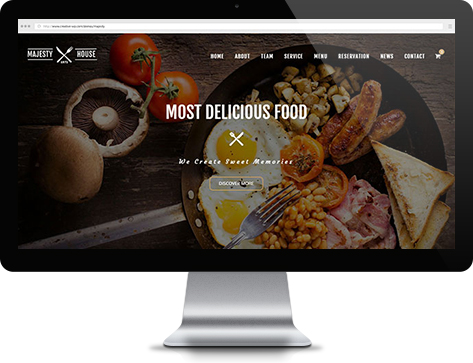 MAJESTY HOUSE
HOME ABOUT TEAM SERVICE MENU RESERVATION NEWS CONTACT
MOST DELICIOUS FOOD
We Create Sweet Memories
DISCOVER MORE